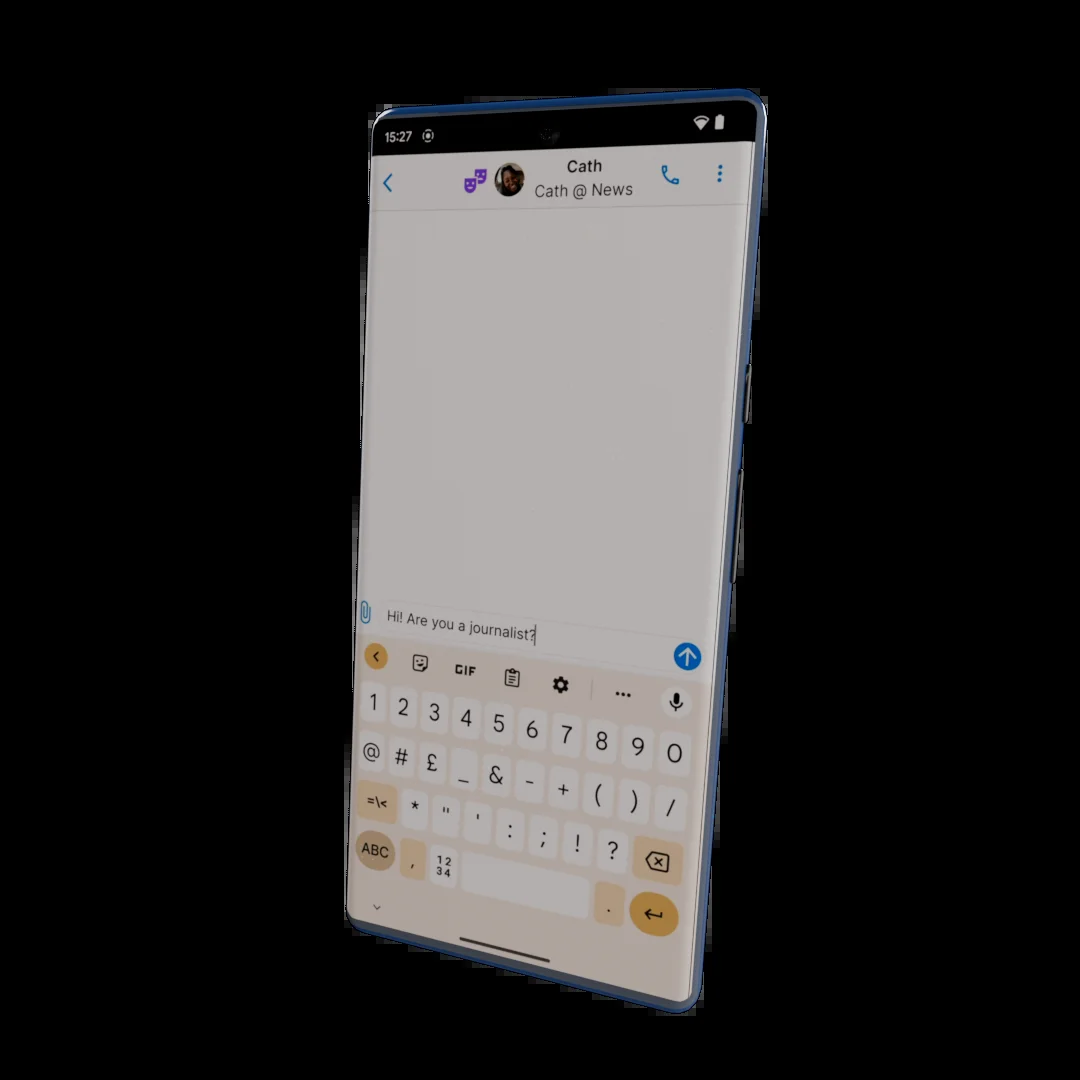 15:27
Cath
Cath @ News
Hi! Are you a journalist?
GIF
1 2 3 4 5 6 7 8 9 0
@ # £ _ & - + ( ) /
=\< * " ' : ; ! ?
ABC , 12 34 .